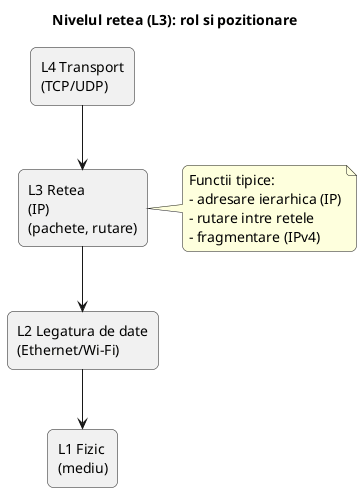 Nivelul retea (L3): rol si pozitionare
L4 Transport
(TCP/UDP)
L3 Retea
(IP)
(pachete, rutare)
Functii tipice:
- adresare ierarhica (IP)
- rutare intre retele
- fragmentare (IPv4)
L2 Legatura de date
(Ethernet/Wi-Fi)
L1 Fizic
(mediu)